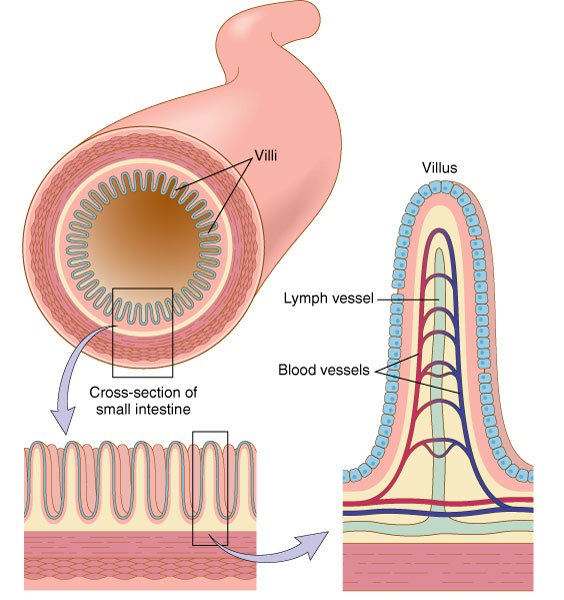 Villi
Villus
Lymph vessel
Blood vessels
Cross-section of
small intestine